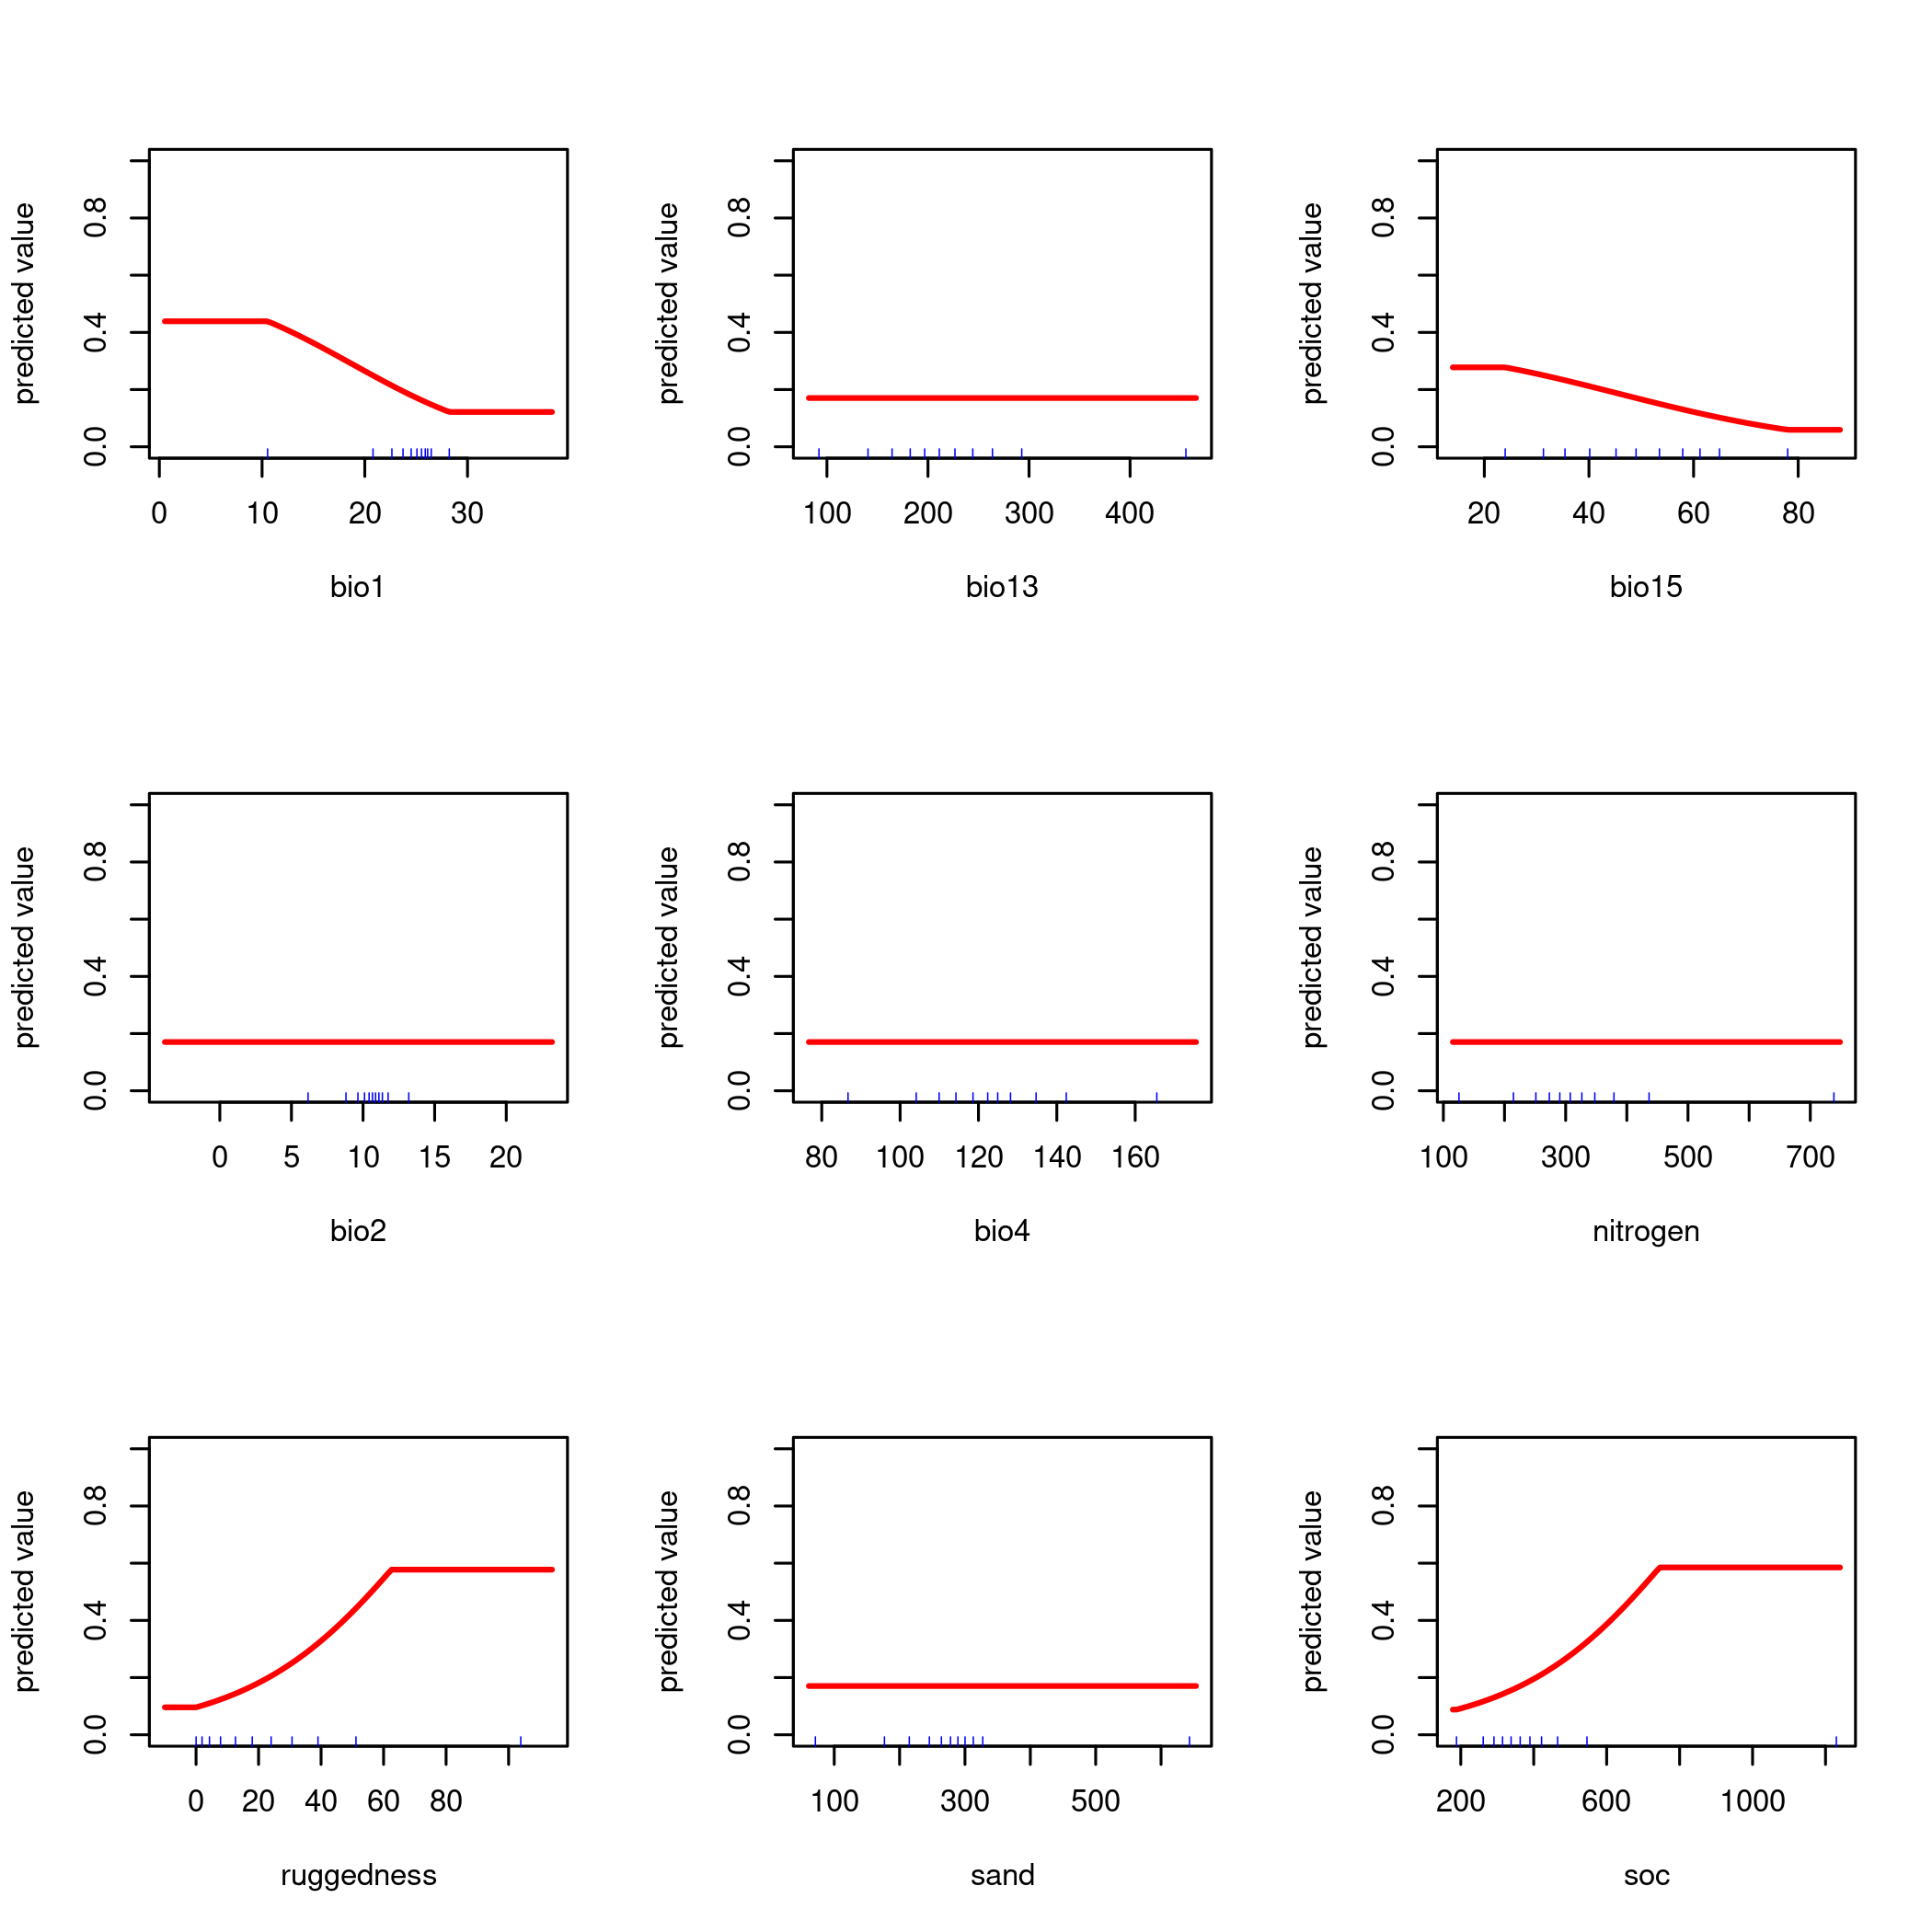 predicted value
0.0 0.4 0.8
0 10 20 30
bio1
predicted value
0.0 0.4 0.8
100 200 300 400
bio13
predicted value
0.0 0.4 0.8
20 40 60 80
bio15
predicted value
0.0 0.4 0.8
0 5 10 15 20
bio2
predicted value
0.0 0.4 0.8
80 100 120 140 160
bio4
predicted value
0.0 0.4 0.8
100 300 500 700
nitrogen
predicted value
0.0 0.4 0.8
0 20 40 60 80
ruggedness
predicted value
0.0 0.4 0.8
100 300 500
sand
predicted value
0.0 0.4 0.8
200 600 1000
soc